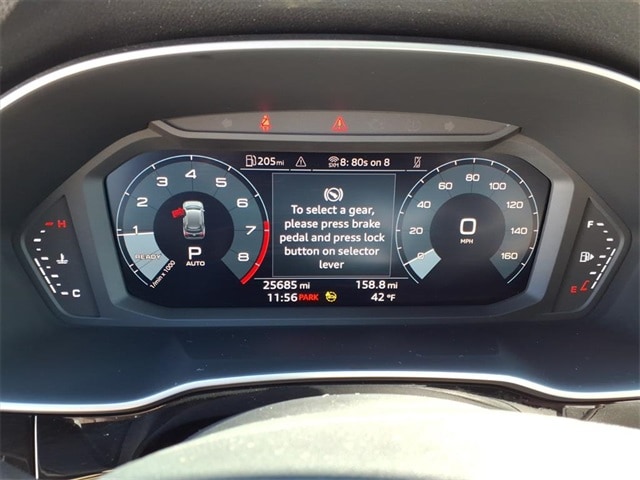 205mi SXM 8: 80s on 8
1 2 3 4 5 6 7 8
READY
1/min x 1000
P
AUTO
To select a gear,
please press brake
pedal and press lock
button on selector
lever
0 20 40 60 80 100 120 140 160
0
MPH
H
C
F
E
25685 mi 158.8 mi
11:56 PARK 42 °F